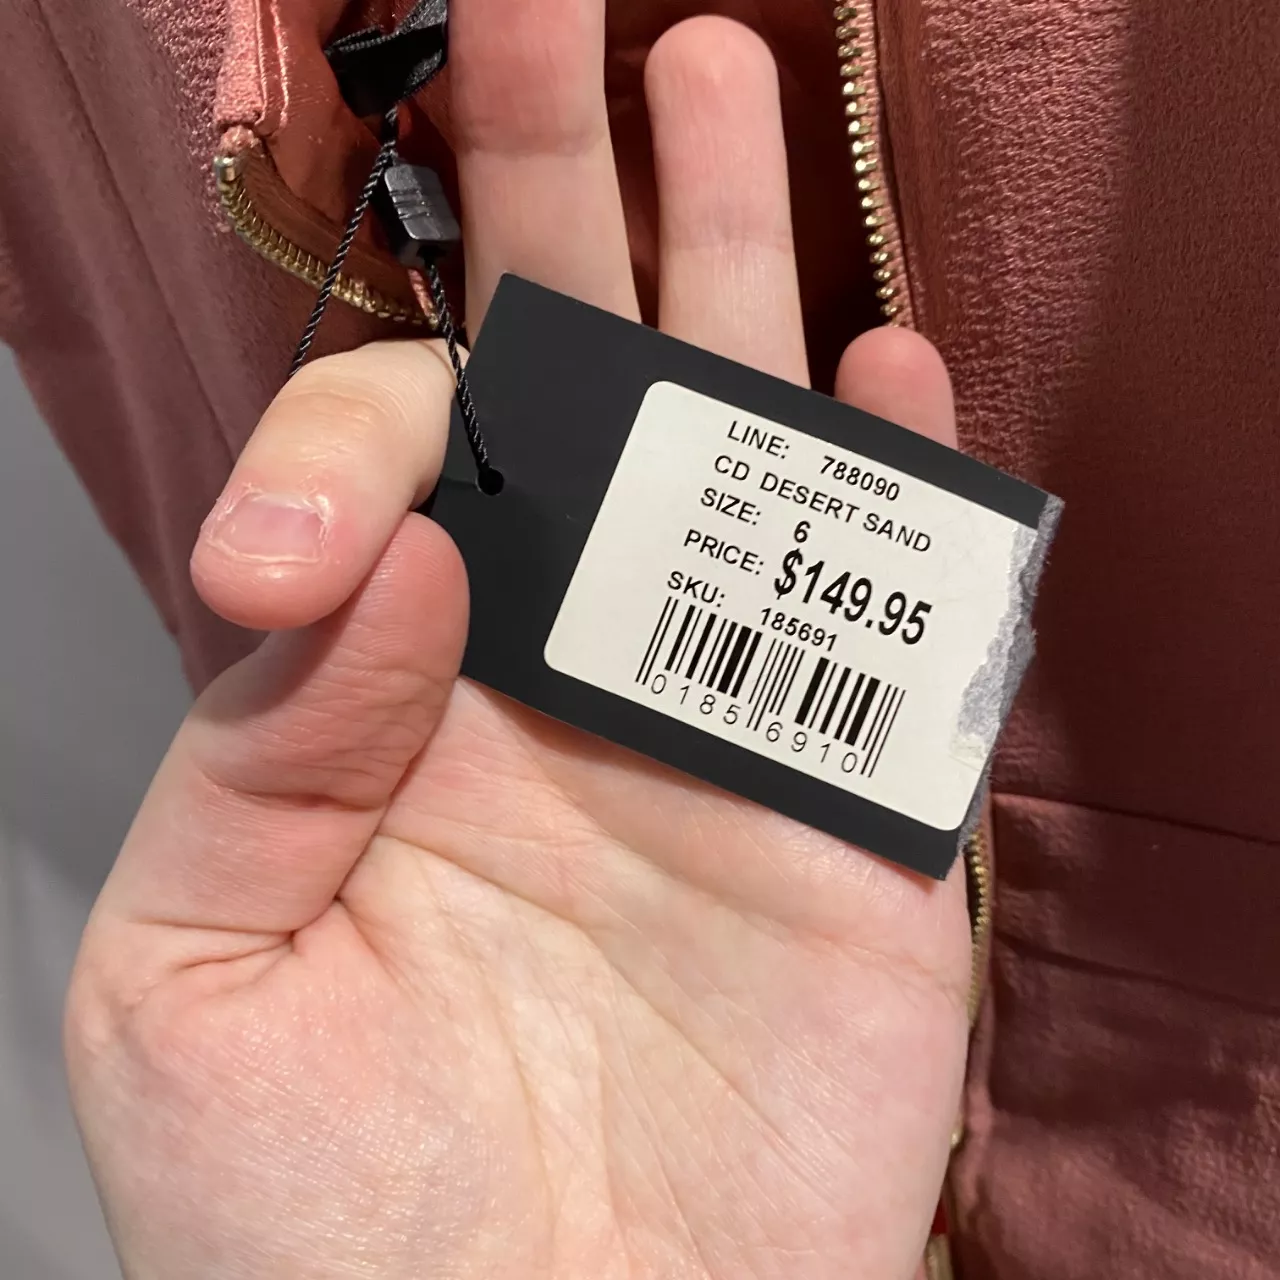 LINE: 788090
CD DESERT SAND
SIZE: 6
PRICE: $149.95
SKU: 185691
0185 6910